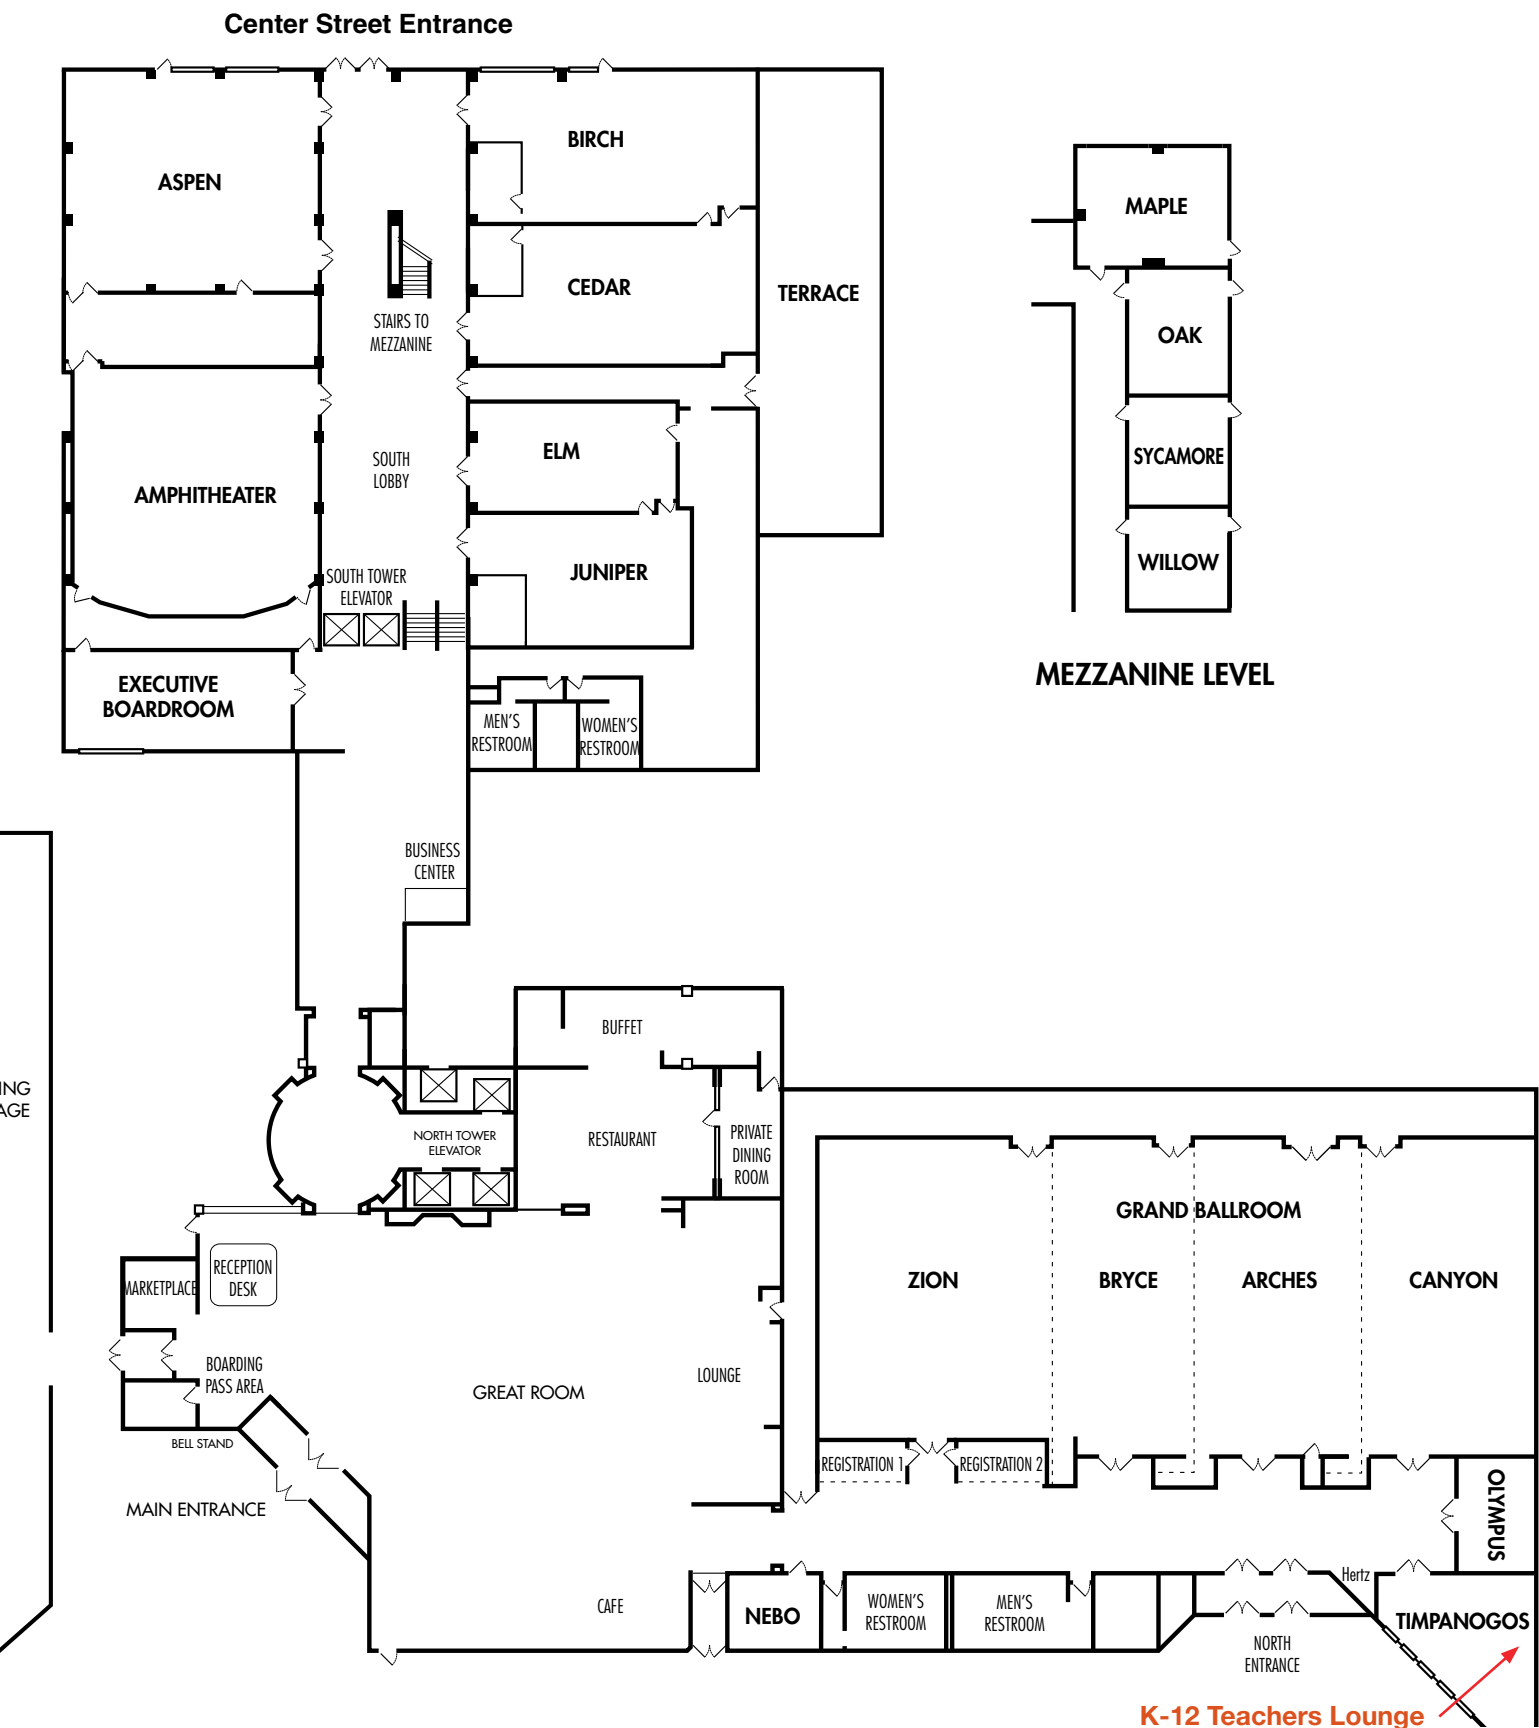 Center Street Entrance
ASPEN
BIRCH
CEDAR
TERRACE
STAIRS TO
MEZZANINE
SOUTH
LOBBY
ELM
AMPHITHEATER
SOUTH TOWER
ELEVATOR
JUNIPER
EXECUTIVE
BOARDROOM
MEN'S
RESTROOM
WOMEN'S
RESTROOM
MAPLE
OAK
SYCAMORE
WILLOW
MEZZANINE LEVEL
BUSINESS
CENTER
ING
AGE
BUFFET
RESTAURANT
PRIVATE
DINING
ROOM
NORTH TOWER
ELEVATOR
RECEPTION
DESK
MARKETPLACE
BOARDING
PASS AREA
BELL STAND
MAIN ENTRANCE
GREAT ROOM
LOUNGE
CAFE
GRAND BALLROOM
ZION
BRYCE
ARCHES
CANYON
REGISTRATION 1
REGISTRATION 2
OLYMPUS
NEBO
WOMEN'S
RESTROOM
MEN'S
RESTROOM
Hertz
TIMPANOGOS
NORTH
ENTRANCE
K-12 Teachers Lounge